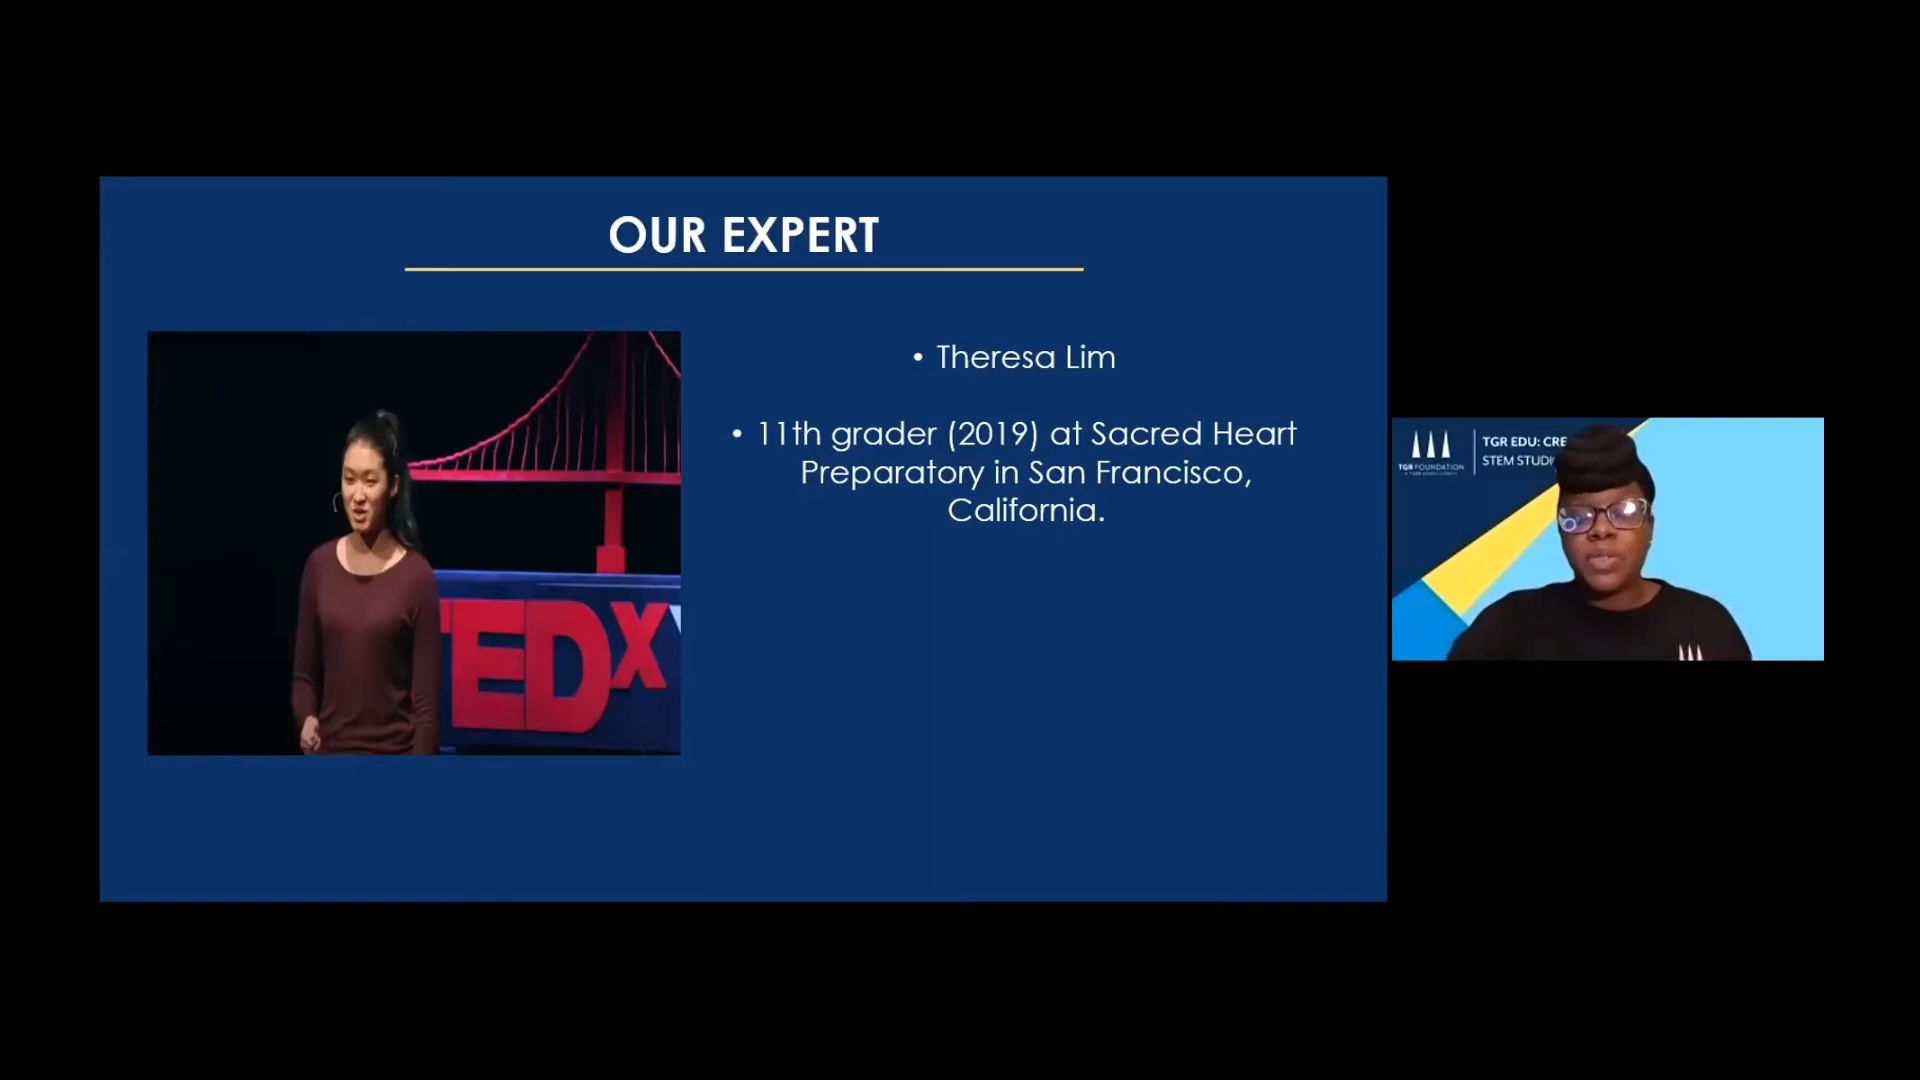 OUR EXPERT
• Theresa Lim
• 11th grader (2019) at Sacred Heart
Preparatory in San Francisco,
California.
TEDx
TGR FOUNDATION
TGR EDU: CRE
STEM STUDI